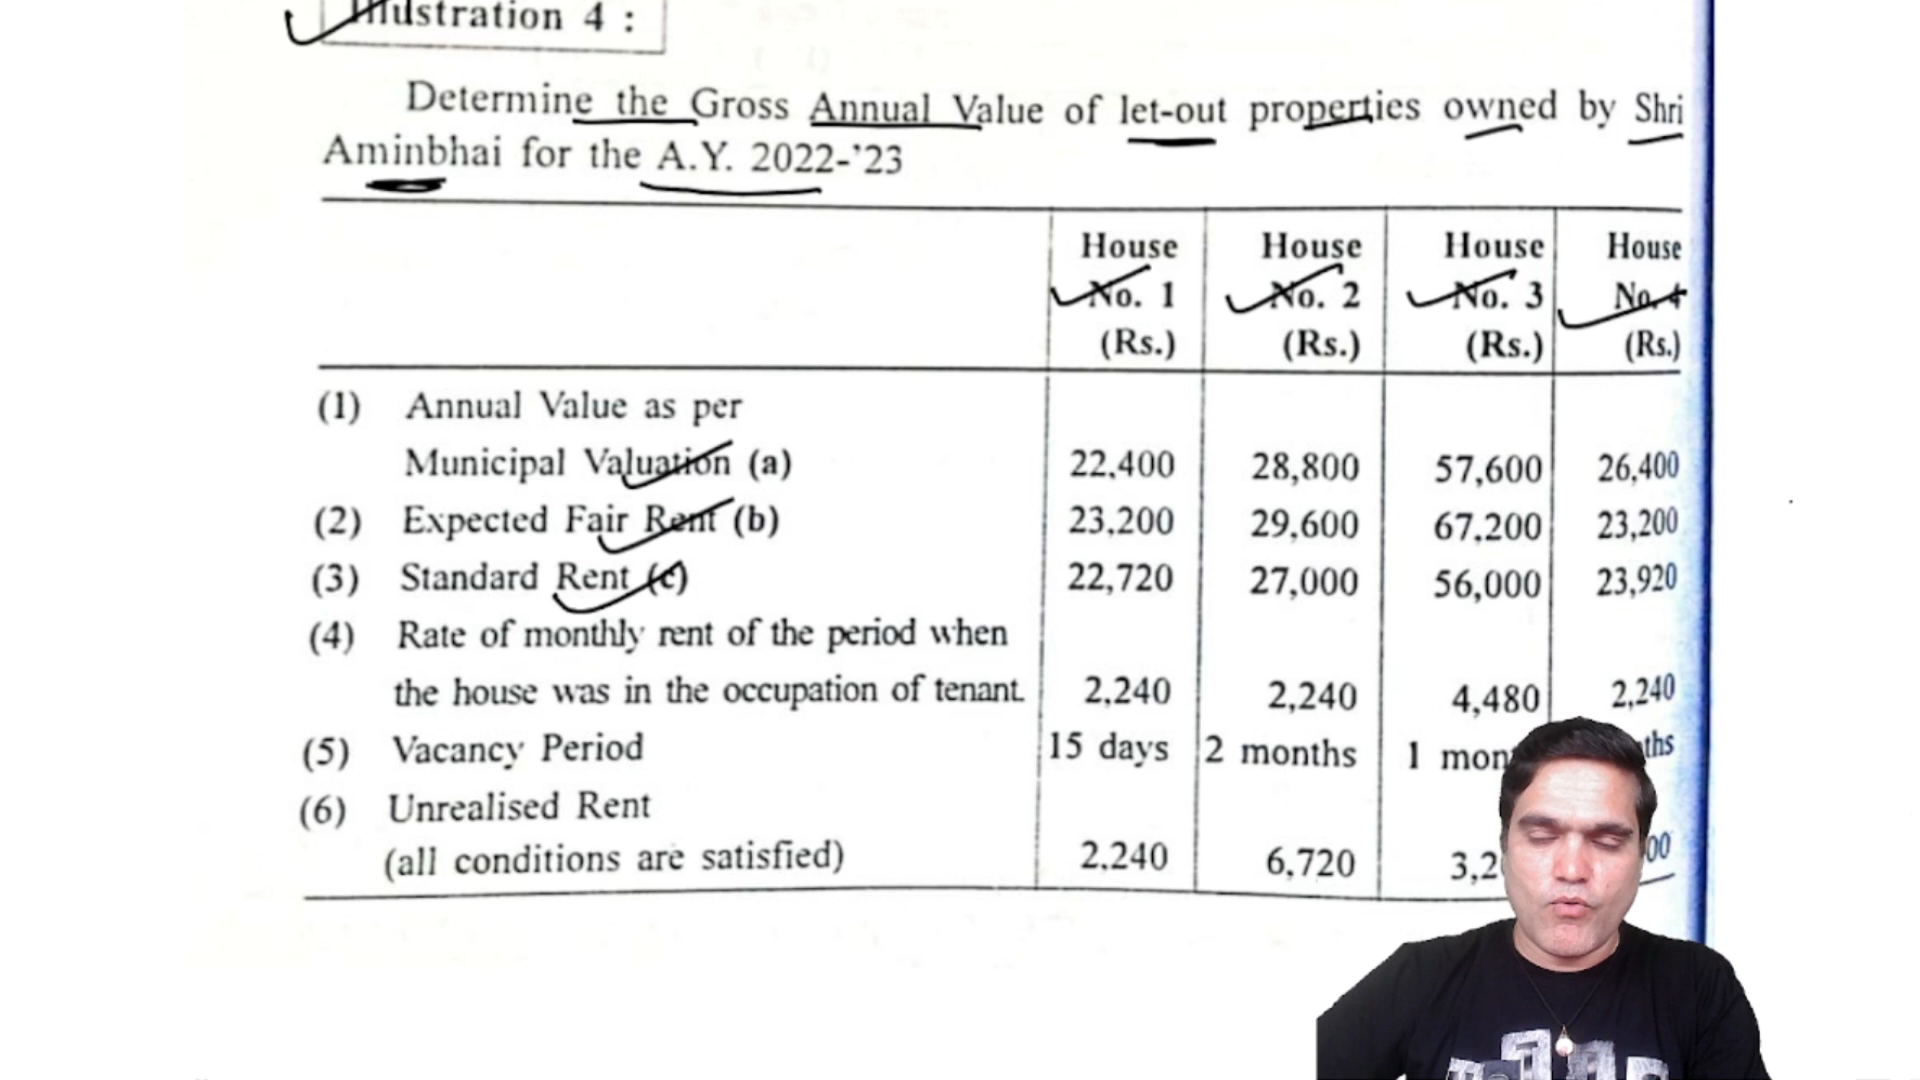 Illustration 4 :
Determine the Gross Annual Value of let-out properties owned by Shri
Aminbhai for the A.Y. 2022-'23
House House House House
No. 1 No. 2 No. 3 No. 4
(Rs.) (Rs.) (Rs.) (Rs.)
(1) Annual Value as per
Municipal Valuation (a) 22,400 28,800 57,600 26,400
(2) Expected Fair Rent (b) 23,200 29,600 67,200 23,200
(3) Standard Rent (c) 22,720 27,000 56,000 23,920
(4) Rate of monthly rent of the period when
the house was in the occupation of tenant. 2,240 2,240 4,480 2,240
(5) Vacancy Period 15 days 2 months 1
(6) Unrealised Rent
(all conditions are satisfied) 2.240 6,720